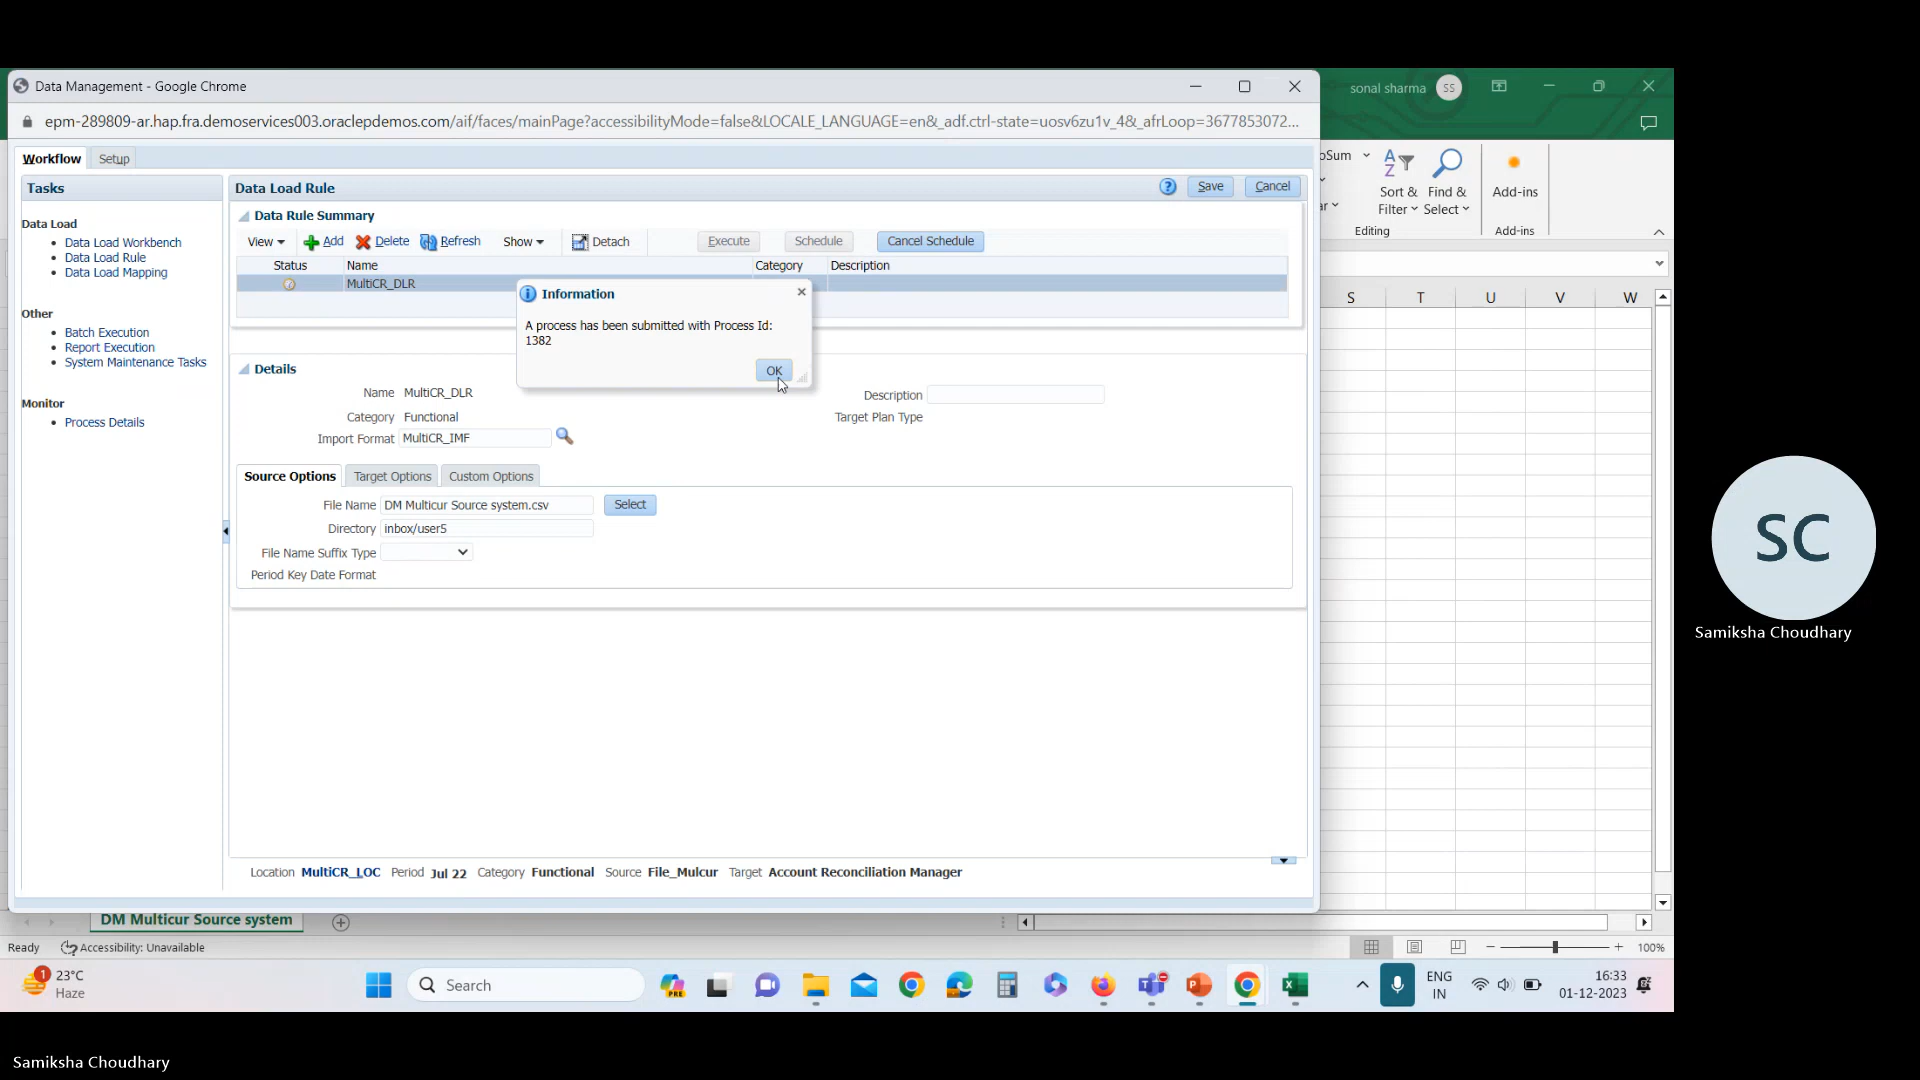 Data Management - Google Chrome
sonal sharma SS
epm-289809-ar.hap.fra.demoservices003.oraclepdemos.com/aif/faces/mainPage?accessibilityMode=false&LOCALE_LANGUAGE=en&_adf.ctrl-state=uosv6zu1v_4&_afrLoop=3677853072...
Workflow Setup
Tasks
Data Load
Data Load Workbench
Data Load Rule
Data Load Mapping
Other
Batch Execution
Report Execution
System Maintenance Tasks
Monitor
Process Details
Data Load Rule
? Save Cancel
Data Rule Summary
View Add Delete Refresh Show Detach Execute Schedule Cancel Schedule
Status Name Category Description
MultiCR_DLR
Information
A process has been submitted with Process Id:
1382
OK
Details
Name MultiCR_DLR
Category Functional
Import Format MultiCR_IMF
Description
Target Plan Type
Source Options Target Options Custom Options
File Name DM Multicur Source system.csv Select
Directory inbox/user5
File Name Suffix Type
Period Key Date Format
Location MultiCR_LOC Period Jul 22 Category Functional Source File_Mulcur Target Account Reconciliation Manager
oSum
Sort &
Filter
Find &
Select
Add-ins
Editing
Add-ins
S T U V W
SC
Samiksha Choudhary
DM Multicur Source system
Ready Accessibility: Unavailable
100%
1
23°C
Haze
Search
PRE
ENG
IN
16:33
01-12-2023
Samiksha Choudhary